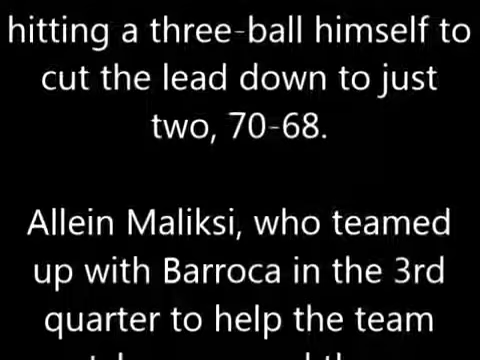 hitting a three-ball himself to
cut the lead down to just
two, 70-68.
Allein Maliksi, who teamed
up with Barroca in the 3rd
quarter to help the team